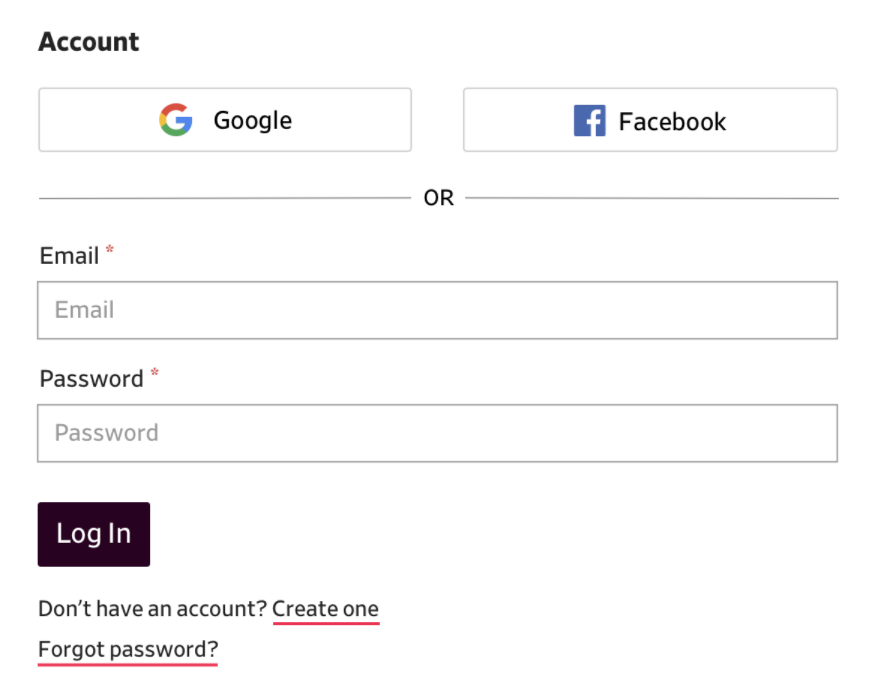 Account
Google
Facebook
OR
Email *
Email
Password *
Password
Log In
Don’t have an account? Create one
Forgot password?